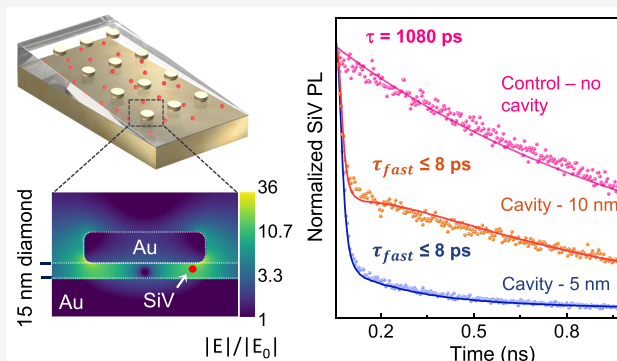 15 nm diamond
Au
Au
SiV
36
10.7
3.3
1
|E|/|E₀|
Normalized SiV PL
τ = 1080 ps
Control – no
cavity
τfast ≤ 8 ps
Cavity - 10 nm
τfast ≤ 8 ps
Cavity - 5 nm
0.2
0.5
0.8
Time (ns)